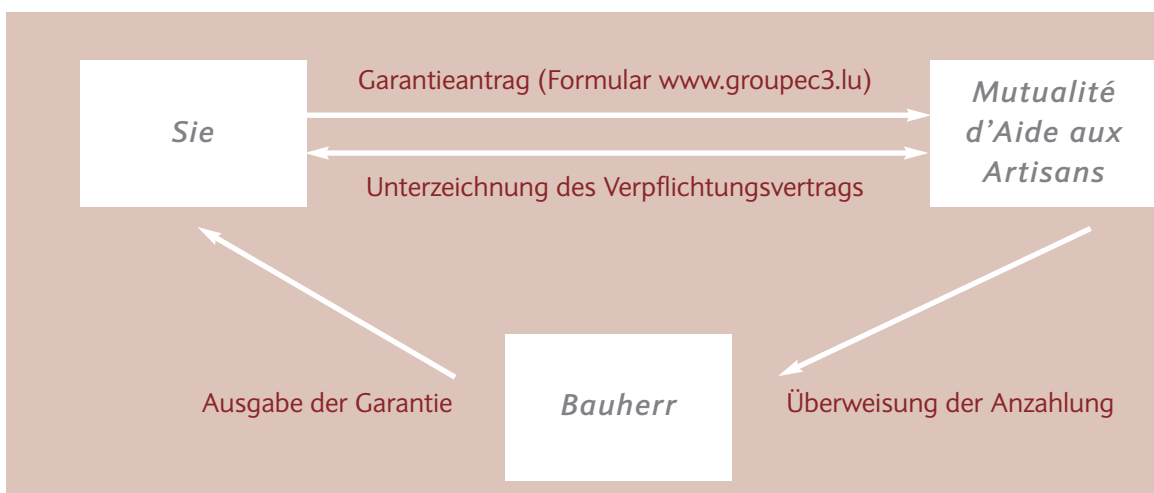 Garantieantrag (Formular www.groupec3.lu)
Sie
Mutualité
d’Aide aux
Artisans
Unterzeichnung des Verpflichtungsvertrags
Ausgabe der Garantie
Bauherr
Überweisung der Anzahlung